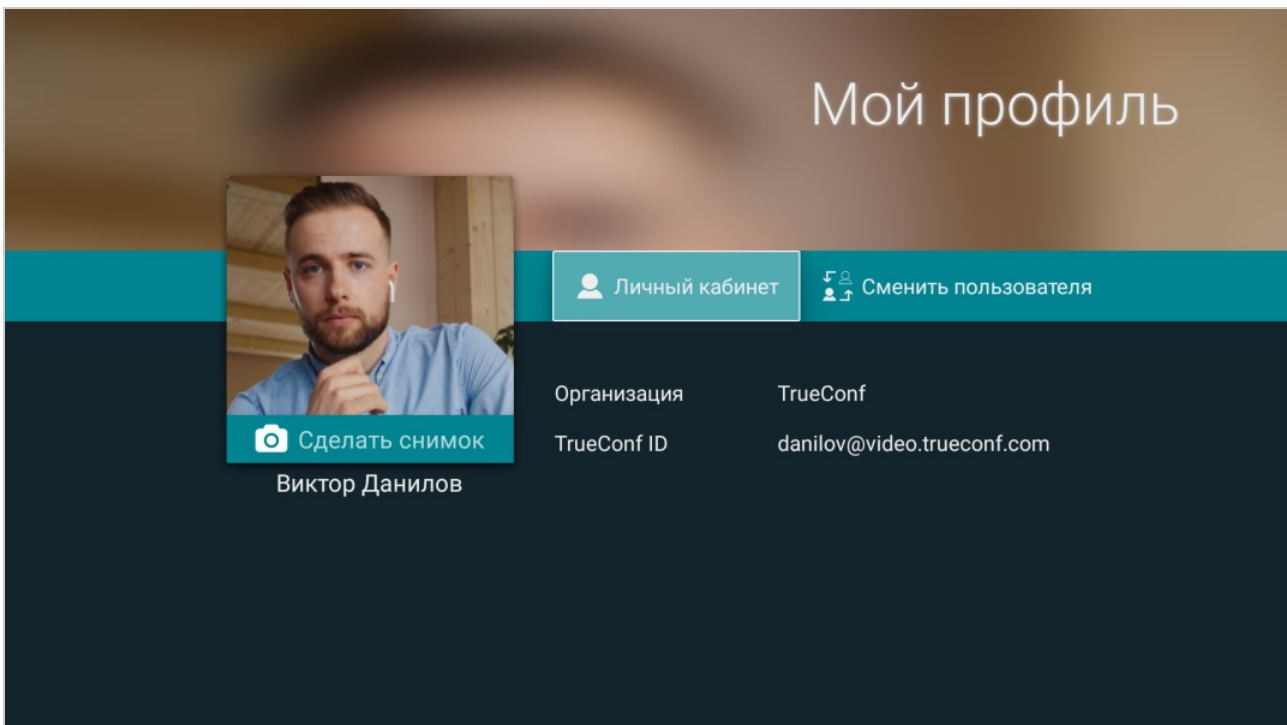 Мой профиль
Личный кабинет
Сменить пользователя
Организация TrueConf
Сделать снимок
TrueConf ID danilov@video.trueconf.com
Виктор Данилов